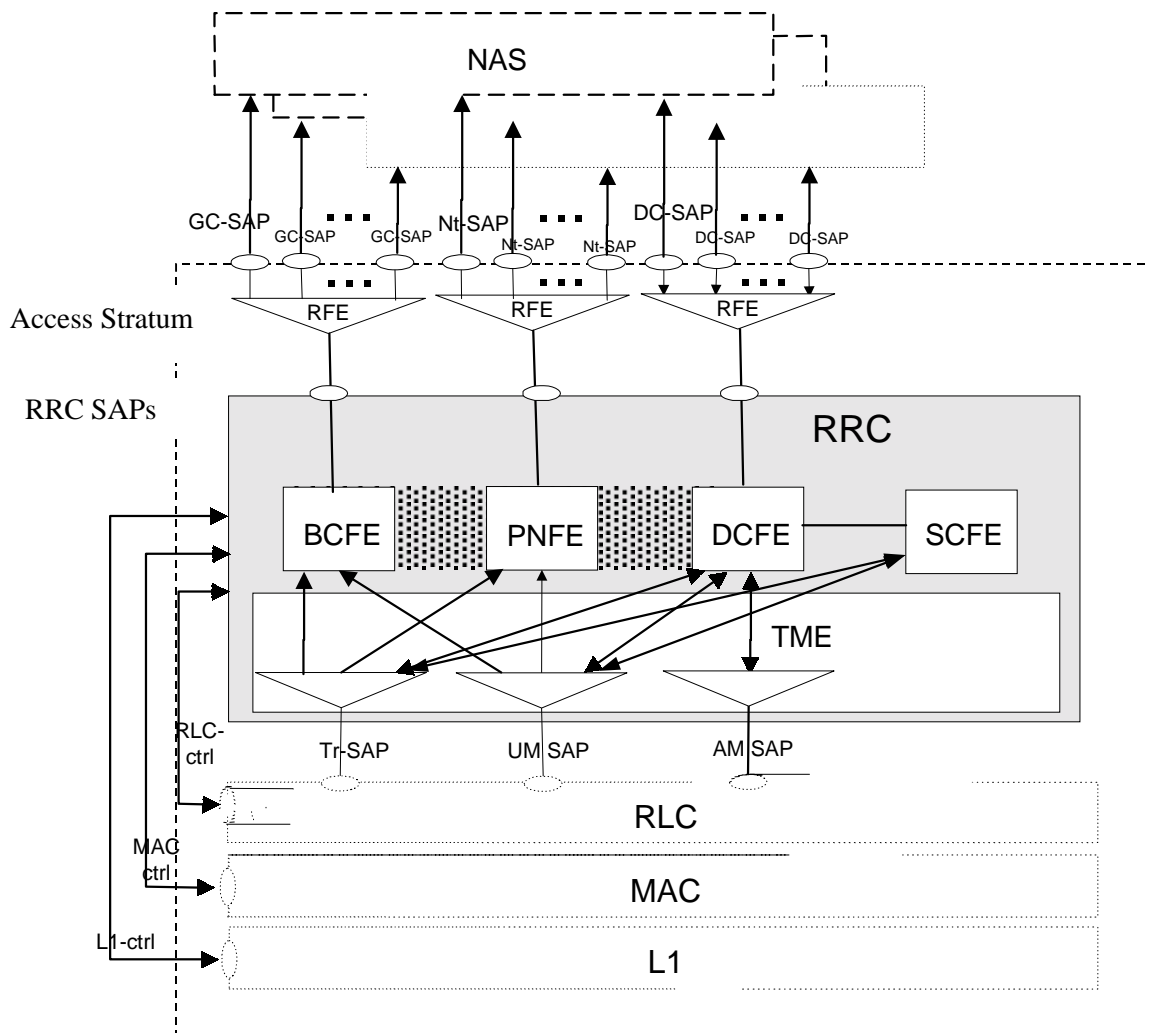 NAS
GC-SAP
GC-SAP
GC-SAP
Nt-SAP
Nt-SAP
Nt-SAP
DC-SAP
DC-SAP
DC-SAP
Access Stratum
RFE
RFE
RFE
RRC SAPs
RRC
BCFE
PNFE
DCFE
SCFE
TME
RLC-
ctrl
Tr-SAP
UM SAP
AM SAP
RLC
MAC
ctrl
MAC
L1-ctrl
L1